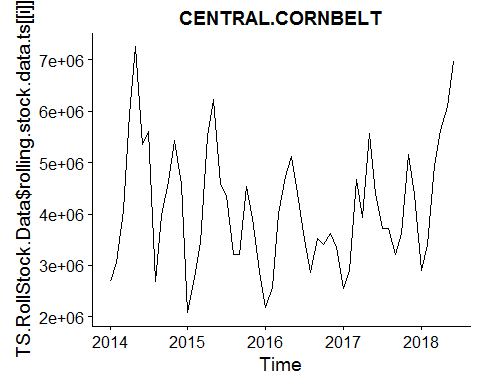 CENTRAL.CORNBELT
TS.RollStock.Data$rolling.stock.data.ts[[i]]
7e+06
6e+06
5e+06
4e+06
3e+06
2e+06
2014 2015 2016 2017 2018
Time